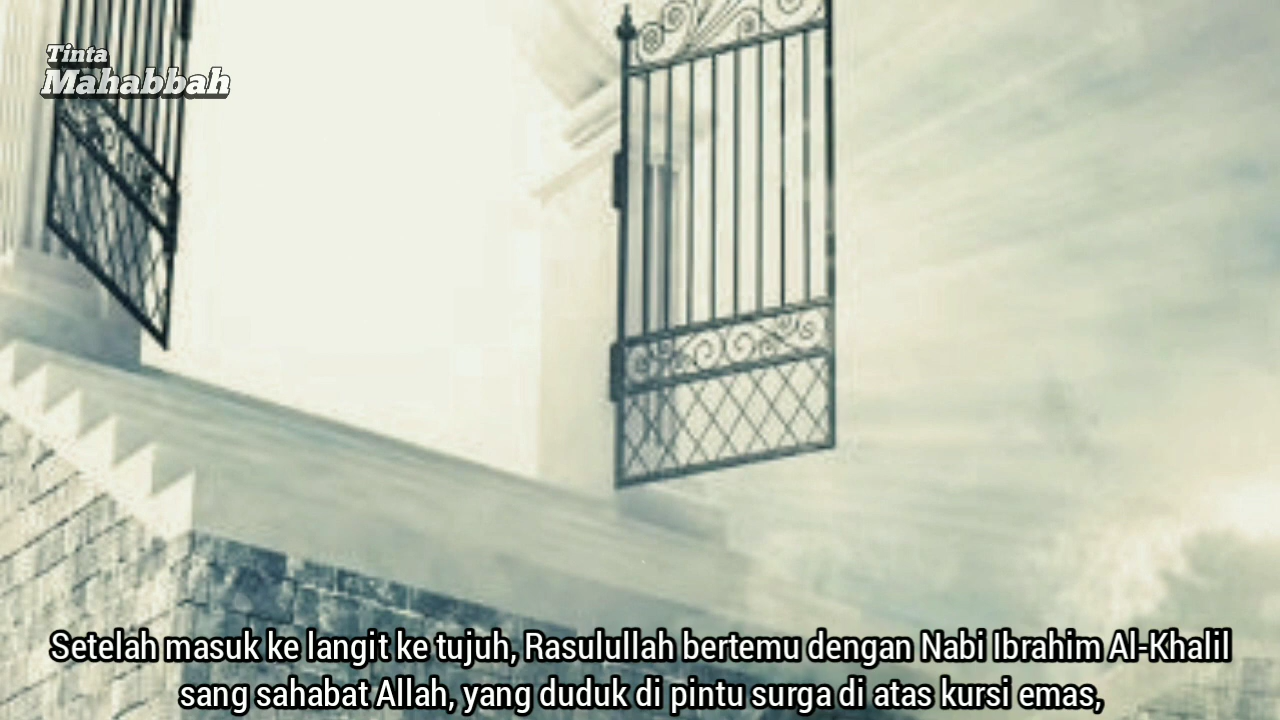 Tinta
Mahabbah
Setelah masuk ke langit ke tujuh, Rasulullah bertemu dengan Nabi Ibrahim Al-Khalil
sang sahabat Allah, yang duduk di pintu surga di atas kursi emas,